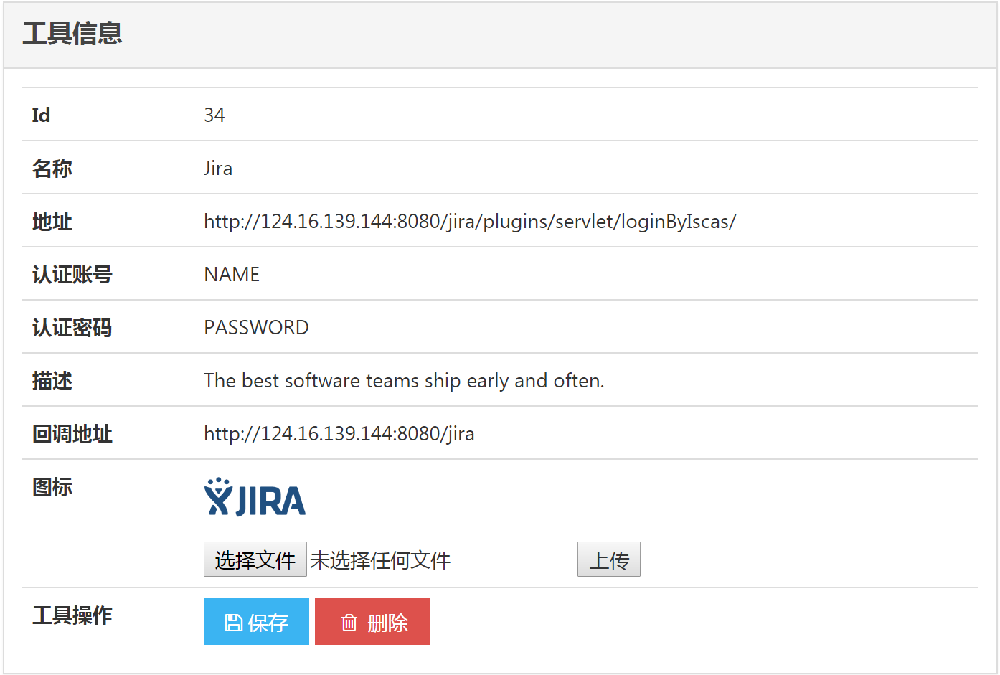 工具信息
Id 34
名称 Jira
地址 http://124.16.139.144:8080/jira/plugins/servlet/loginByIscas/
认证账号 NAME
认证密码 PASSWORD
描述 The best software teams ship early and often.
回调地址 http://124.16.139.144:8080/jira
图标 JIRA
选择文件 未选择任何文件 上传
工具操作 保存 删除